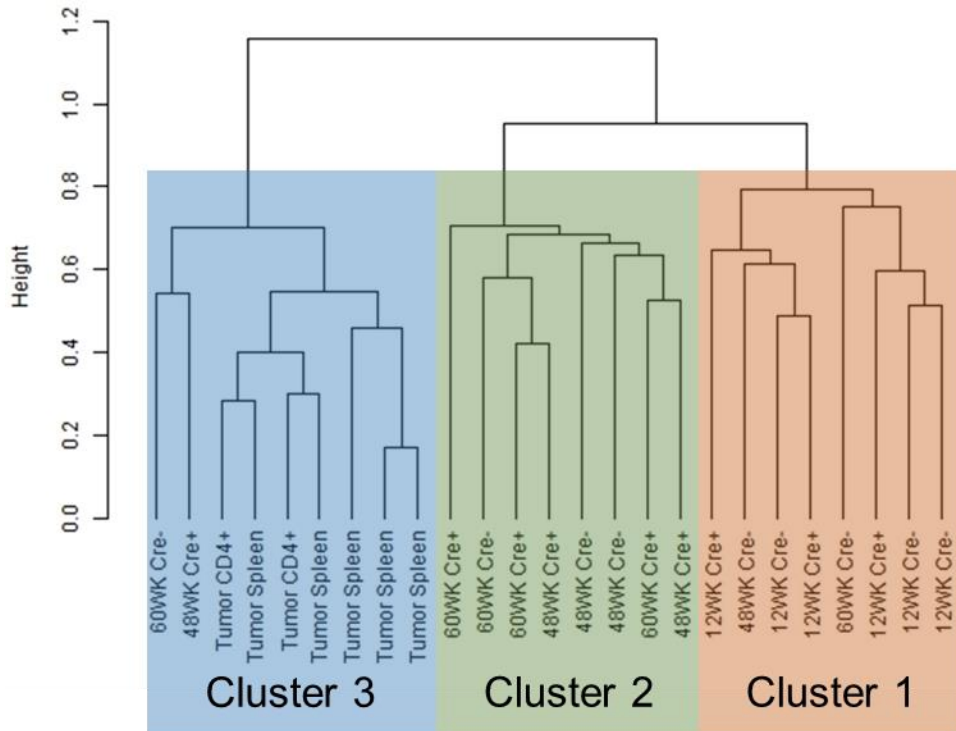 1.2
1.0
0.8
0.6
0.4
0.2
0.0
Height
60WK Cre-
48WK Cre+
Tumor CD4+
Tumor Spleen
Tumor CD4+
Tumor Spleen
Tumor Spleen
Tumor Spleen
Tumor Spleen
60WK Cre+
60WK Cre-
60WK Cre+
48WK Cre+
48WK Cre-
48WK Cre-
60WK Cre+
48WK Cre+
12WK Cre+
48WK Cre-
12WK Cre-
12WK Cre+
60WK Cre-
12WK Cre+
12WK Cre-
12WK Cre-
Cluster 3
Cluster 2
Cluster 1